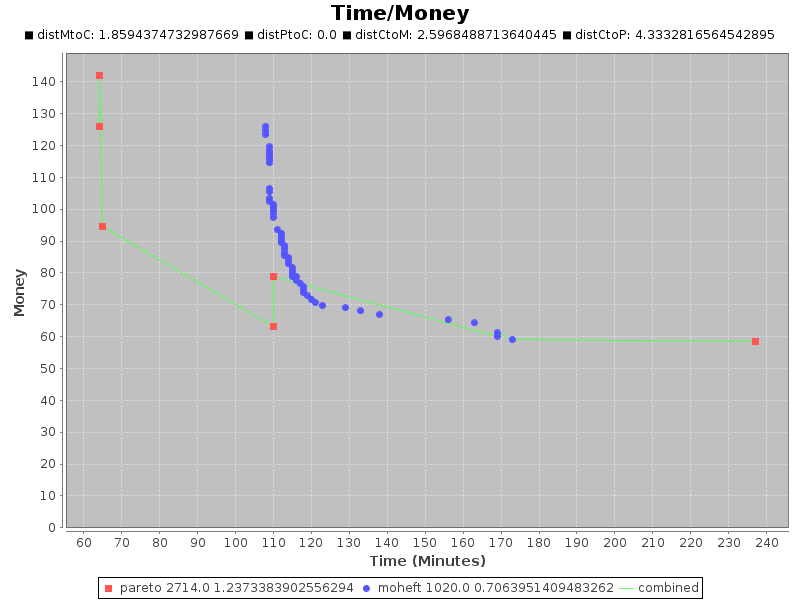 Time/Money
distMtoC: 1.8594374732987669 distPtoC: 0.0 distCtoM: 2.5968488713640445 distCtoP: 4.3332816564542895
140
130
120
110
100
90
80
70
60
50
40
30
20
10
0
Money
60 70 80 90 100 110 120 130 140 150 160 170 180 190 200 210 220 230 240
Time (Minutes)
pareto 2714.0 1.2373383902556294 moheft 1020.0 0.7063951409483262 combined